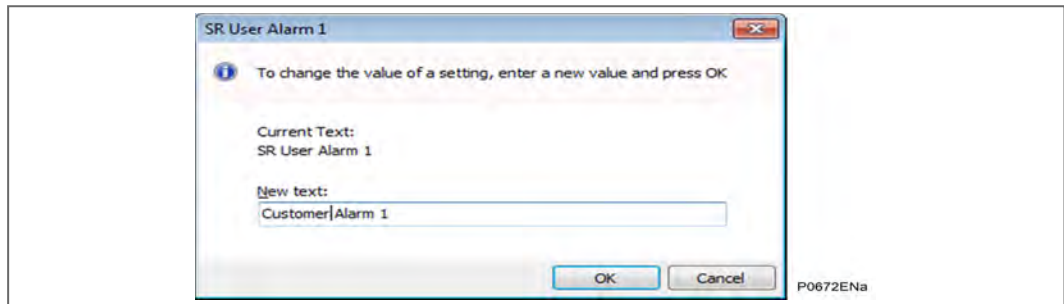 SR User Alarm 1
To change the value of a setting, enter a new value and press OK
Current Text:
SR User Alarm 1
New text:
Customer Alarm 1
OK Cancel
P0672ENa